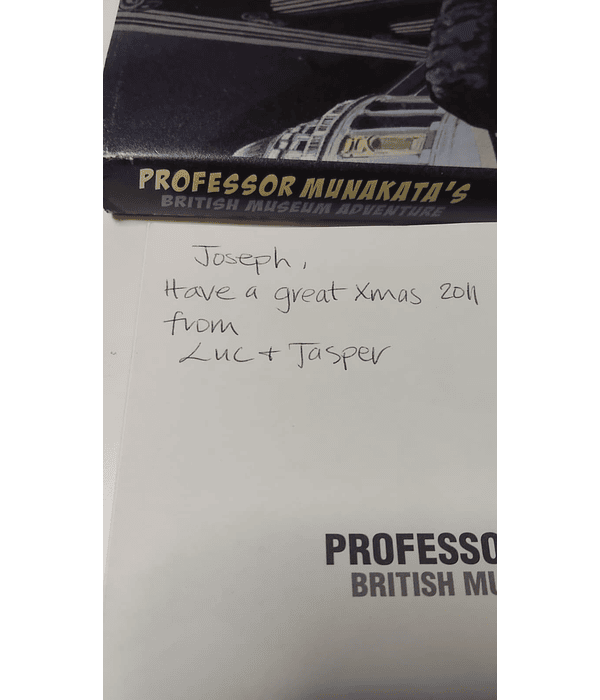 PROFESSOR MUNAKATA'S
BRITISH MUSEUM ADVENTURE
Joseph,
Have a great Xmas 2011
from
Luc + Jasper
PROFESSO
BRITISH MU